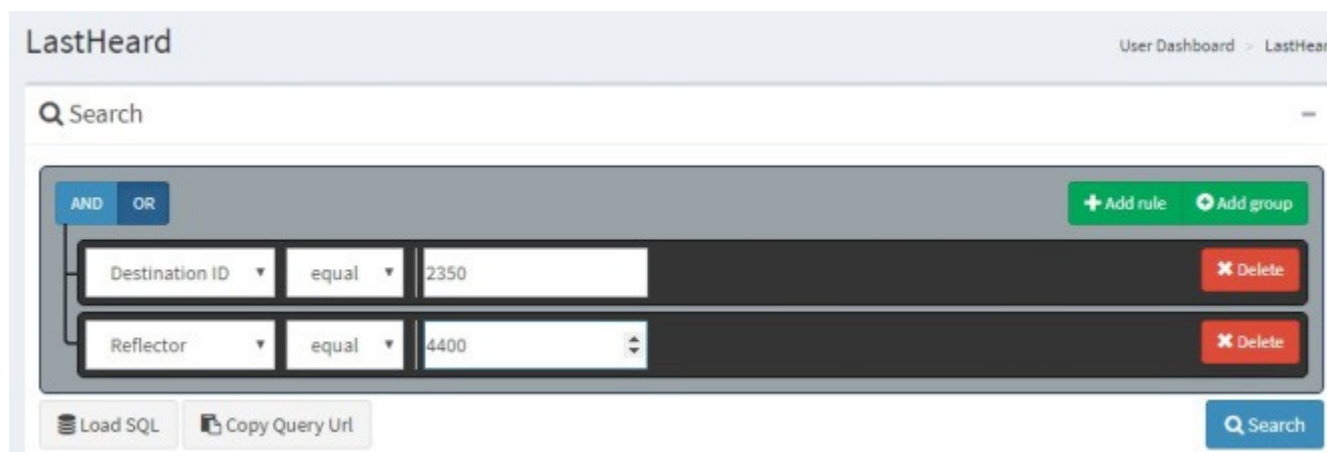 LastHeard
User Dashboard > LastHear
Search
AND OR
Add rule Add group
Destination ID equal 2350 Delete
Reflector equal 4400 Delete
Load SQL Copy Query Url Search